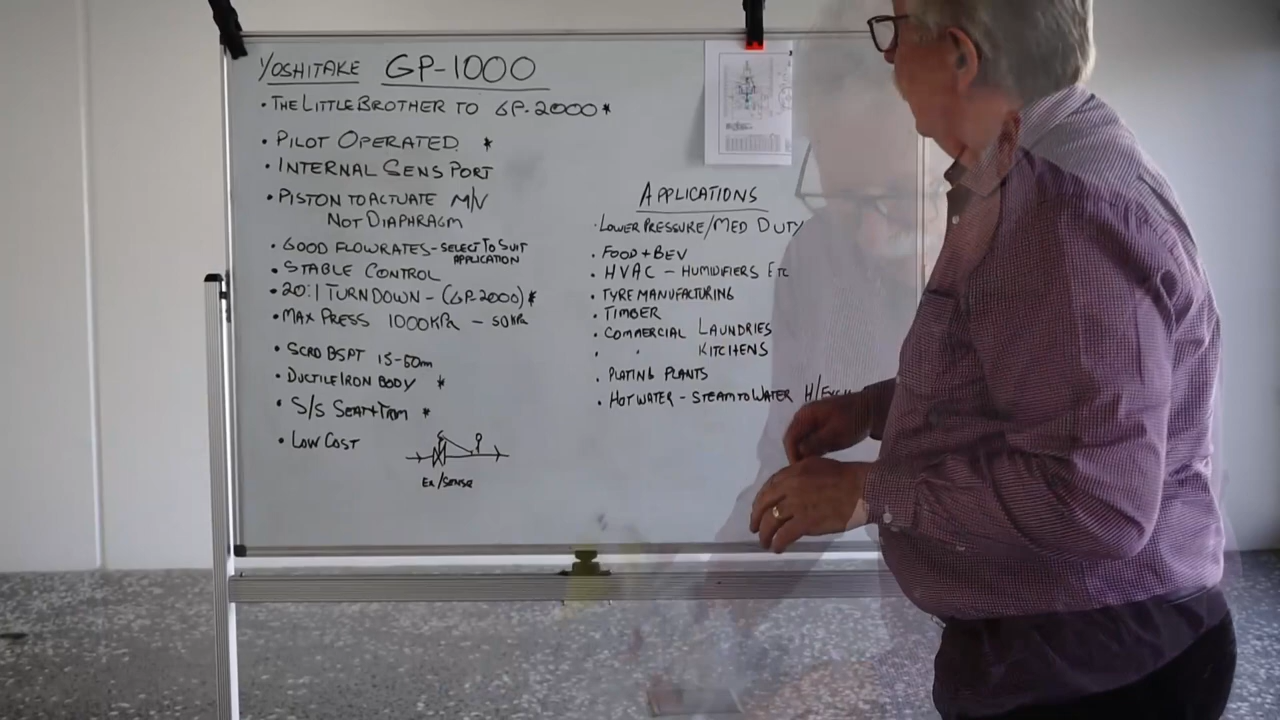 YOSHITAKE GP-1000
• THE LITTLE BROTHER TO GP-2000 *
• PILOT OPERATED *
• INTERNAL SENS PORT
• PISTON TO ACTUATE M/V
NOT DIAPHRAGM
• GOOD FLOWRATES - SELECT TO SUIT
APPLICATION
• STABLE CONTROL
• 20:1 TURNDOWN - (GP-2000) *
• MAX PRESS 1000KPa - 50KPa
• SCRD BSPT 15-50m
• DUCTILE IRON BODY *
• S/S SEAT + TRIM *
• LOW COST
EX/SENSE
APPLICATIONS
• LOWER PRESSURE/MED DUTY
• FOOD + BEV
• HVAC - HUMIDIFIERS ETC
• TYRE MANUFACTURING
• TIMBER
• COMMERCIAL LAUNDRIES
• " KITCHENS
• PLATING PLANTS
• HOT WATER - STEAM TO WATER